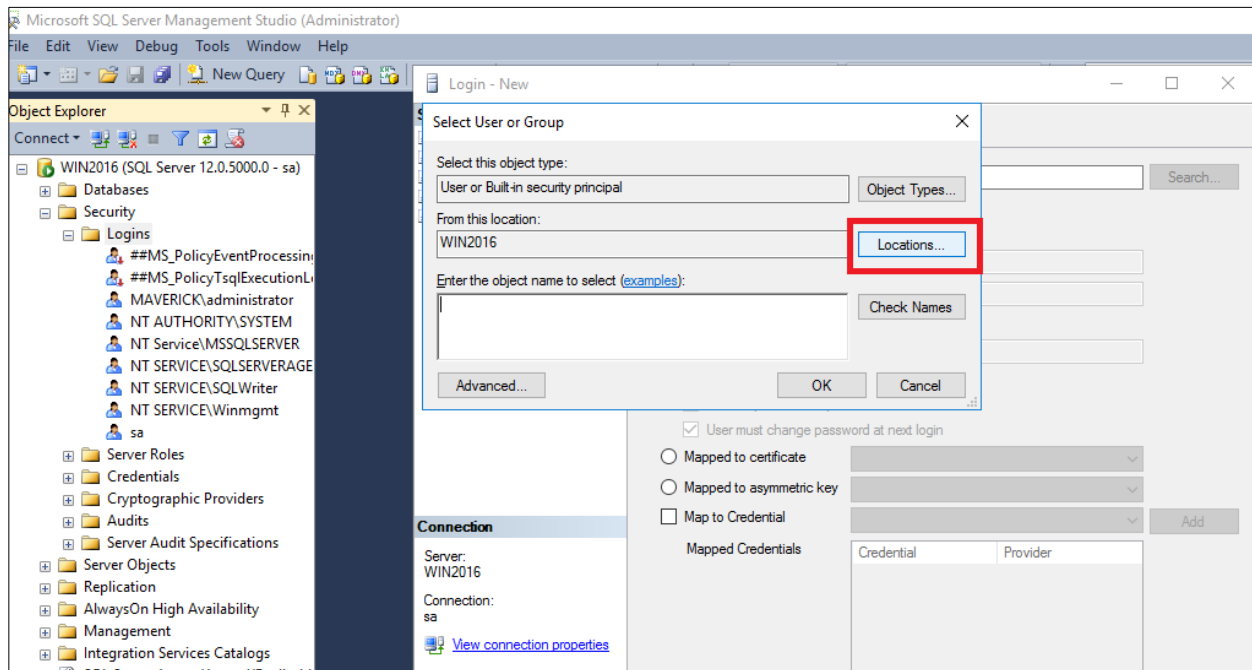 Microsoft SQL Server Management Studio (Administrator)
File Edit View Debug Tools Window Help
New Query
Object Explorer
Connect
WIN2016 (SQL Server 12.0.5000.0 - sa)
Databases
Security
Logins
##MS_PolicyEventProcessin
##MS_PolicyTsqlExecutionL
MAVERICK\administrator
NT AUTHORITY\SYSTEM
NT Service\MSSQLSERVER
NT SERVICE\SQLSERVERAGE
NT SERVICE\SQLWriter
NT SERVICE\Winmgmt
sa
Server Roles
Credentials
Cryptographic Providers
Audits
Server Audit Specifications
Server Objects
Replication
AlwaysOn High Availability
Management
Integration Services Catalogs
Login - New
Search...
Select User or Group
Select this object type:
User or Built-in security principal
Object Types...
From this location:
WIN2016
Locations...
Enter the object name to select (examples):
Check Names
Advanced...
OK
Cancel
User must change password at next login
Mapped to certificate
Mapped to asymmetric key
Map to Credential
Add
Mapped Credentials
Credential
Provider
Connection
Server:
WIN2016
Connection:
sa
View connection properties